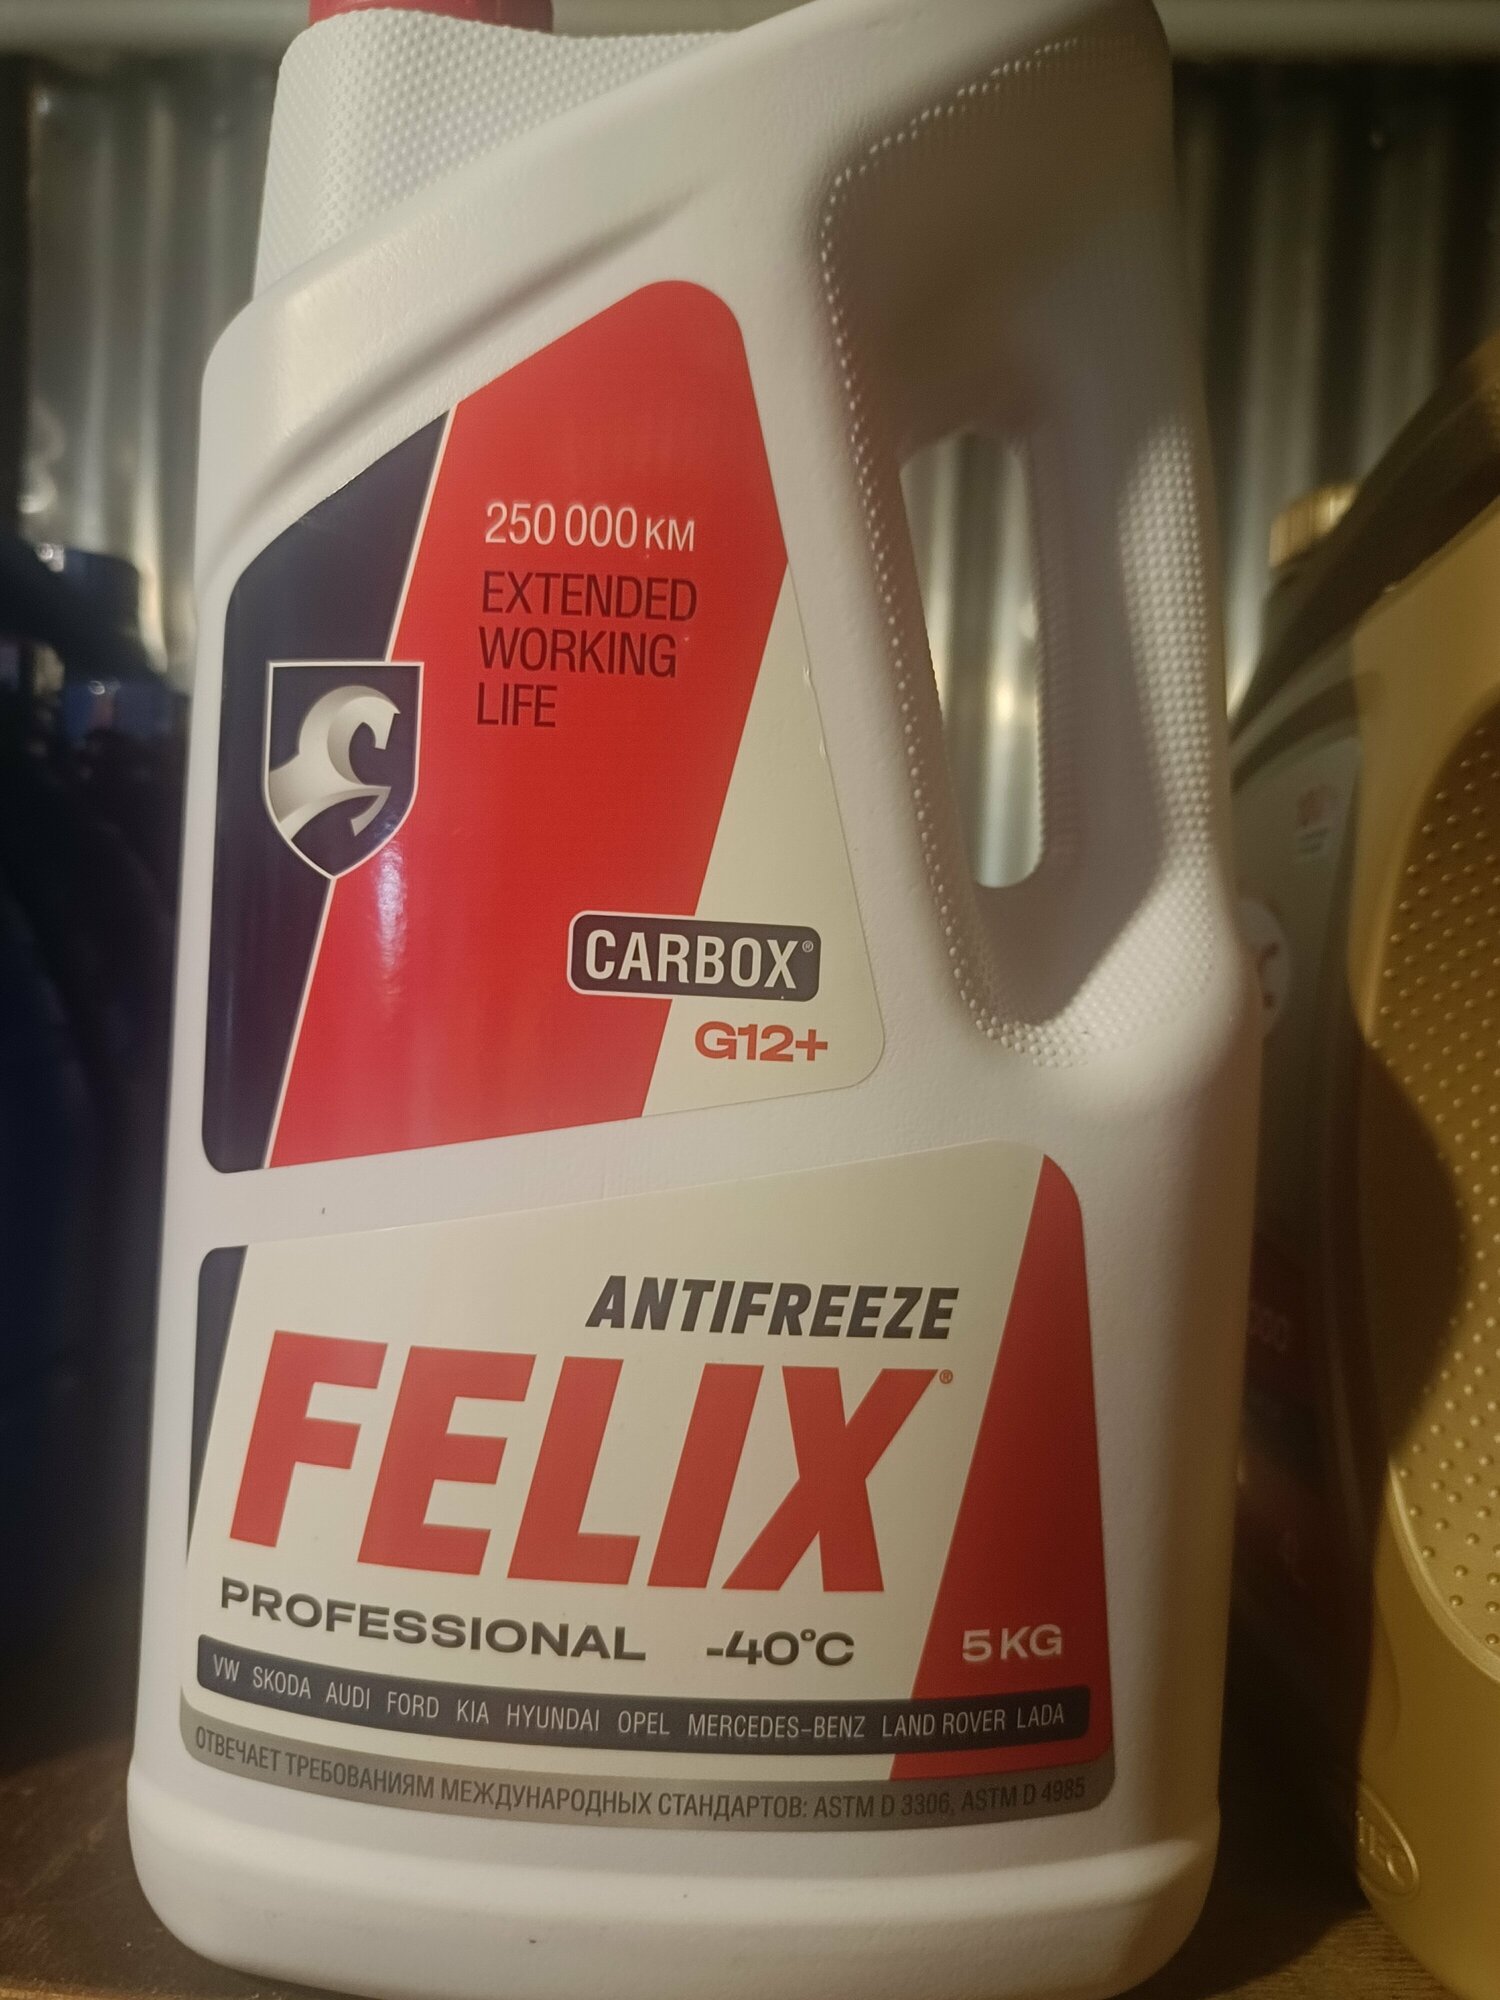 250 000 KM
EXTENDED
WORKING
LIFE
CARBOX®
G12+
ANTIFREEZE
FELIX®
PROFESSIONAL -40°C 5 KG
VW SKODA AUDI FORD KIA HYUNDAI OPEL MERCEDES-BENZ LAND ROVER LADA
ОТВЕЧАЕТ ТРЕБОВАНИЯМ МЕЖДУНАРОДНЫХ СТАНДАРТОВ: ASTM D 3306, ASTM D 4985